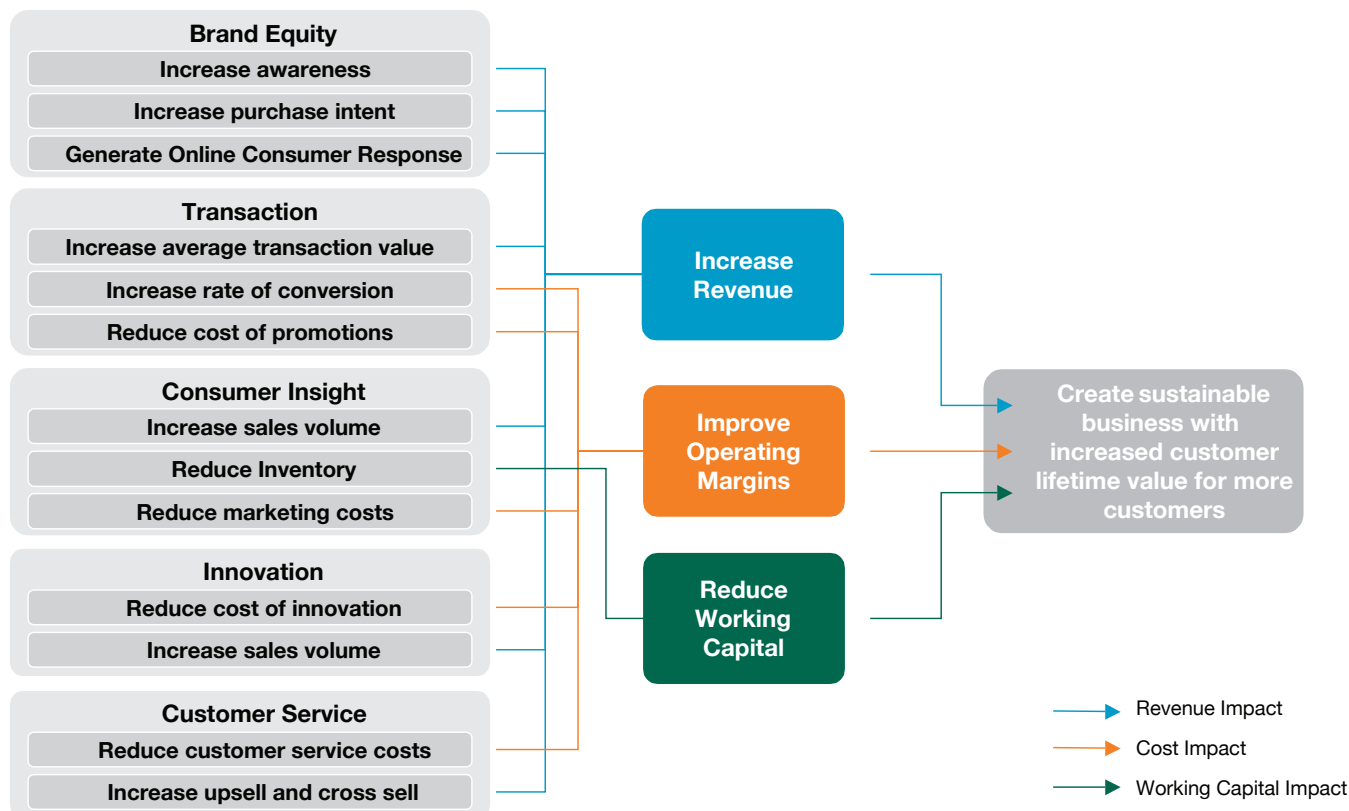 Brand Equity
Increase awareness
Increase purchase intent
Generate Online Consumer Response
Transaction
Increase average transaction value
Increase rate of conversion
Reduce cost of promotions
Consumer Insight
Increase sales volume
Reduce Inventory
Reduce marketing costs
Innovation
Reduce cost of innovation
Increase sales volume
Customer Service
Reduce customer service costs
Increase upsell and cross sell
Increase
Revenue
Improve
Operating
Margins
Reduce
Working
Capital
Create sustainable
business with
increased customer
lifetime value for more
customers
Revenue Impact
Cost Impact
Working Capital Impact